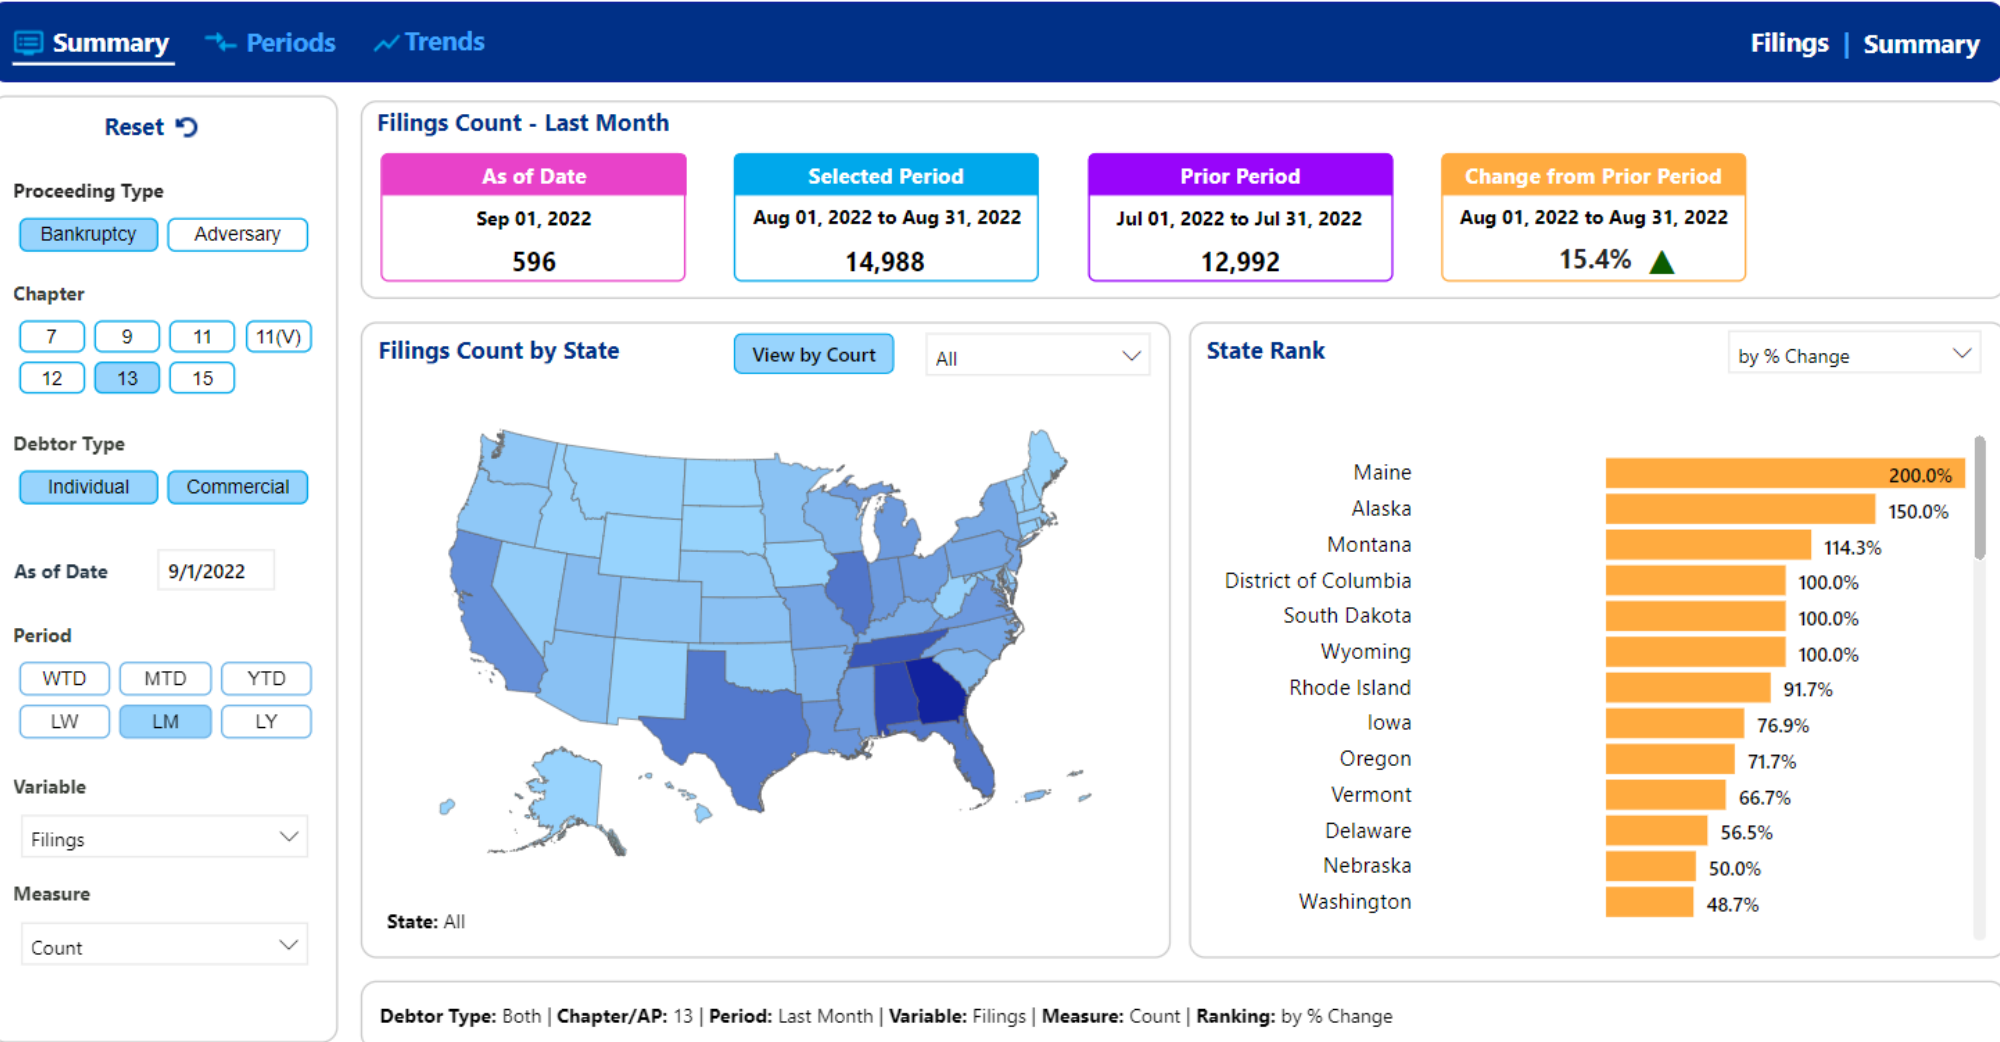 Summary Periods Trends Filings | Summary
Reset
Proceeding Type
Bankruptcy Adversary
Chapter
7 9 11 11(V)
12 13 15
Debtor Type
Individual Commercial
As of Date 9/1/2022
Period
WTD MTD YTD
LW LM LY
Variable
Filings
Measure
Count
Filings Count - Last Month
As of Date
Sep 01, 2022
596
Selected Period
Aug 01, 2022 to Aug 31, 2022
14,988
Prior Period
Jul 01, 2022 to Jul 31, 2022
12,992
Change from Prior Period
Aug 01, 2022 to Aug 31, 2022
15.4%
Filings Count by State View by Court All
State: All
State Rank by % Change
Maine 200.0%
Alaska 150.0%
Montana 114.3%
District of Columbia 100.0%
South Dakota 100.0%
Wyoming 100.0%
Rhode Island 91.7%
Iowa 76.9%
Oregon 71.7%
Vermont 66.7%
Delaware 56.5%
Nebraska 50.0%
Washington 48.7%
Debtor Type: Both | Chapter/AP: 13 | Period: Last Month | Variable: Filings | Measure: Count | Ranking: by % Change